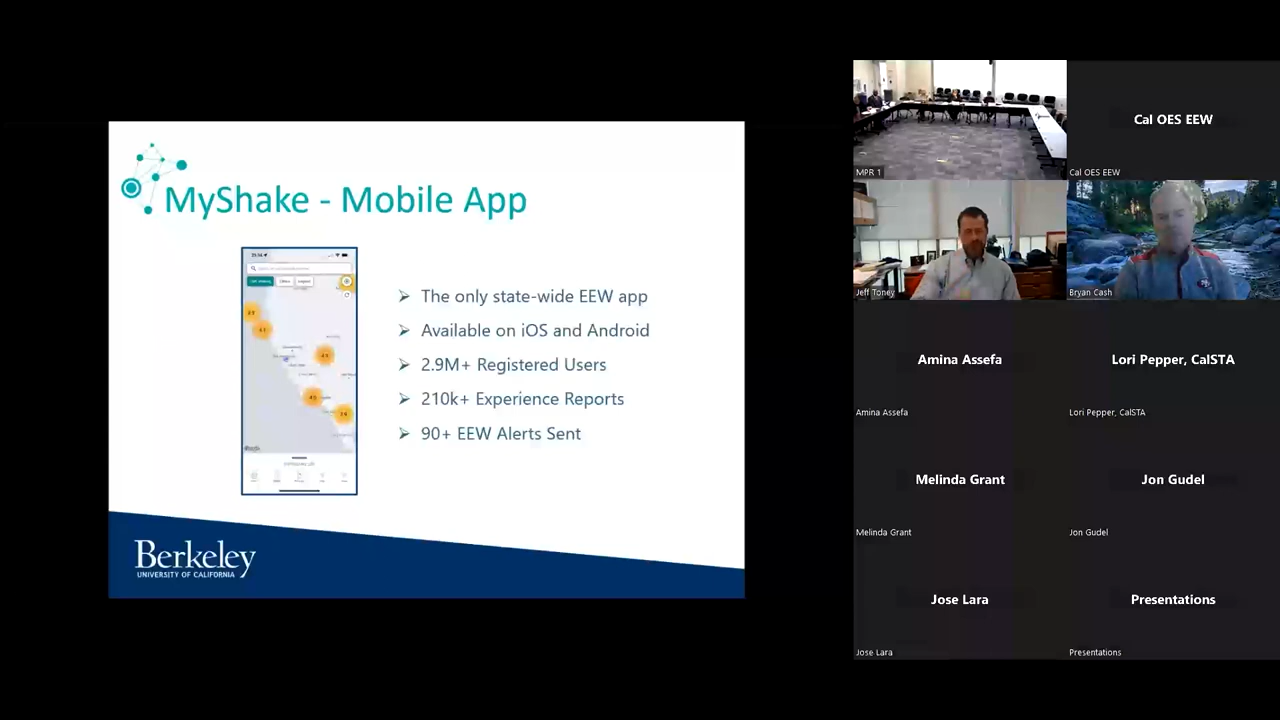 MyShake - Mobile App
➢ The only state-wide EEW app
➢ Available on iOS and Android
➢ 2.9M+ Registered Users
➢ 210k+ Experience Reports
➢ 90+ EEW Alerts Sent
Berkeley
UNIVERSITY OF CALIFORNIA
MPR 1
Cal OES EEW
Cal OES EEW
Jeff Toney
Bryan Cash
Amina Assefa
Amina Assefa
Lori Pepper, CalSTA
Lori Pepper, CalSTA
Melinda Grant
Melinda Grant
Jon Gudel
Jon Gudel
Jose Lara
Jose Lara
Presentations
Presentations